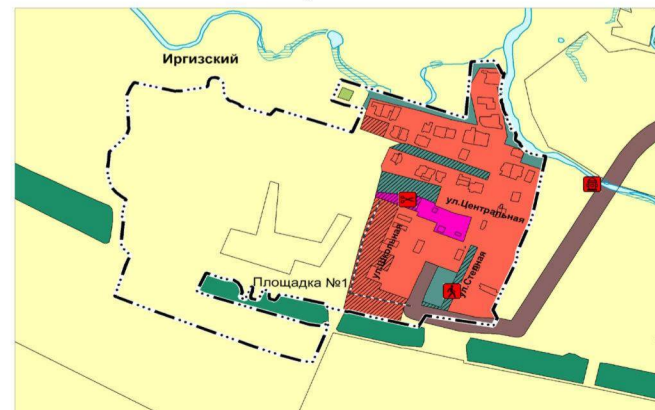 Иргизский
ул.Центральная
ул.Школьная
ул.Степная
Площадка №1